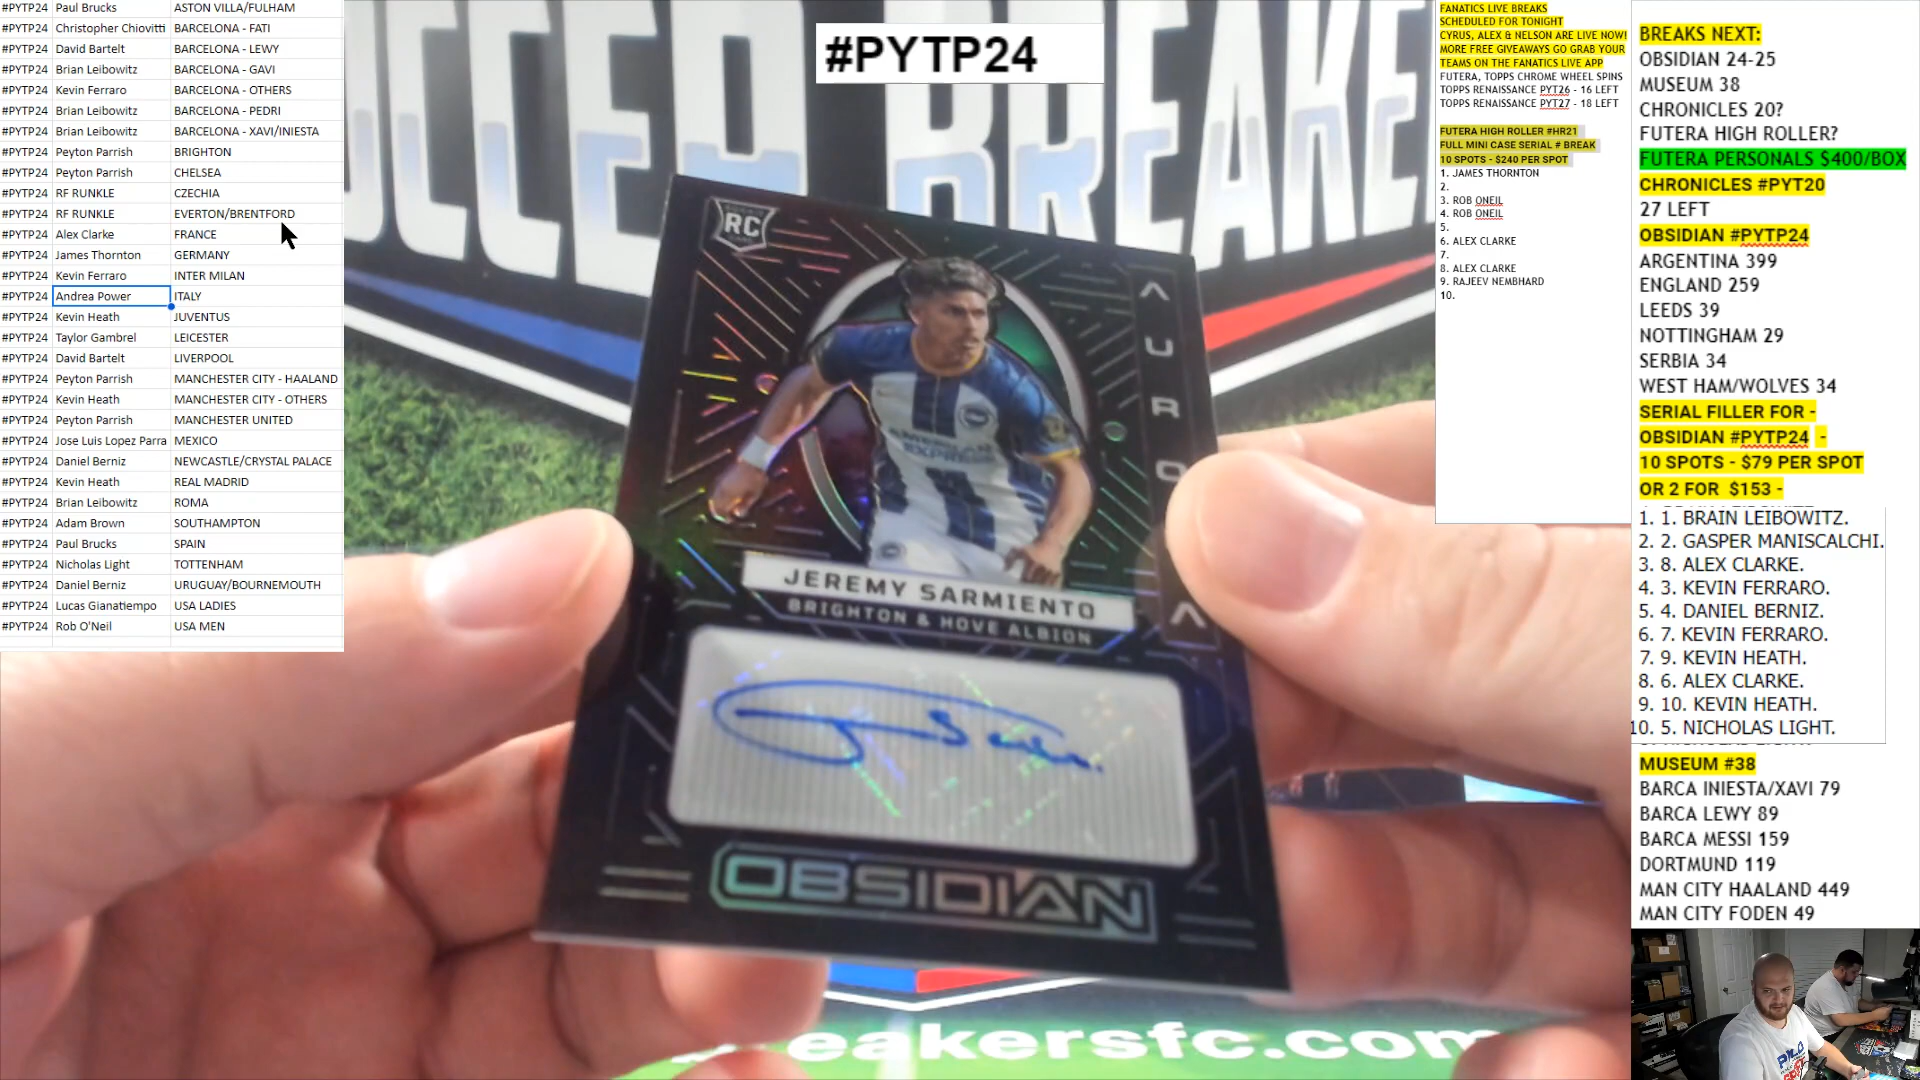 #PYTP24 Paul Brucks ASTON VILLA/FULHAM
#PYTP24 Christopher Chiovitti BARCELONA - FATI
#PYTP24 David Bartelt BARCELONA - LEWY
#PYTP24 Brian Leibowitz BARCELONA - GAVI
#PYTP24 Kevin Ferraro BARCELONA - OTHERS
#PYTP24 Brian Leibowitz BARCELONA - PEDRI
#PYTP24 Brian Leibowitz BARCELONA - XAVI/INIESTA
#PYTP24 Peyton Parrish BRIGHTON
#PYTP24 Peyton Parrish CHELSEA
#PYTP24 RF RUNKLE CZECHIA
#PYTP24 RF RUNKLE EVERTON/BRENTFORD
#PYTP24 Alex Clarke FRANCE
#PYTP24 James Thornton GERMANY
#PYTP24 Kevin Ferraro INTER MILAN
#PYTP24 Andrea Power ITALY
#PYTP24 Kevin Heath JUVENTUS
#PYTP24 Taylor Gambrel LEICESTER
#PYTP24 David Bartelt LIVERPOOL
#PYTP24 Peyton Parrish MANCHESTER CITY - HAALAND
#PYTP24 Kevin Heath MANCHESTER CITY - OTHERS
#PYTP24 Peyton Parrish MANCHESTER UNITED
#PYTP24 Jose Luis Lopez Parra MEXICO
#PYTP24 Daniel Berniz NEWCASTLE/CRYSTAL PALACE
#PYTP24 Kevin Heath REAL MADRID
#PYTP24 Brian Leibowitz ROMA
#PYTP24 Adam Brown SOUTHAMPTON
#PYTP24 Paul Brucks SPAIN
#PYTP24 Nicholas Light TOTTENHAM
#PYTP24 Daniel Berniz URUGUAY/BOURNEMOUTH
#PYTP24 Lucas Gianatiempo USA LADIES
#PYTP24 Rob O'Neil USA MEN
#PYTP24
SOCCER BREAKE
RC
AURORA
AMERICAN
EXPRESS
JEREMY SARMIENTO
BRIGHTON & HOVE ALBION
OBSIDIAN
eakersfc.com
FANATICS LIVE BREAKS
SCHEDULED FOR TONIGHT
CYRUS, ALEX & NELSON ARE LIVE NOW!
MORE FREE GIVEAWAYS GO GRAB YOUR
TEAMS ON THE FANATICS LIVE APP
FUTERA, TOPPS CHROME WHEEL SPINS
TOPPS RENAISSANCE PYT26 - 16 LEFT
TOPPS RENAISSANCE PYT27 - 18 LEFT
FUTERA HIGH ROLLER #HR21
FULL MINI CASE SERIAL # BREAK
10 SPOTS - $240 PER SPOT
1. JAMES THORNTON
2.
3. ROB ONEIL
4. ROB ONEIL
5.
6. ALEX CLARKE
7.
8. ALEX CLARKE
9. RAJEEV NEMBHARD
10.
BREAKS NEXT:
OBSIDIAN 24-25
MUSEUM 38
CHRONICLES 20?
FUTERA HIGH ROLLER?
FUTERA PERSONALS $400/BOX
CHRONICLES #PYT20
27 LEFT
OBSIDIAN #PYTP24
ARGENTINA 399
ENGLAND 259
LEEDS 39
NOTTINGHAM 29
SERBIA 34
WEST HAM/WOLVES 34
SERIAL FILLER FOR -
OBSIDIAN #PYTP24 -
10 SPOTS - $79 PER SPOT
OR 2 FOR $153 -
1. 1. BRAIN LEIBOWITZ.
2. 2. GASPER MANISCALCHI.
3. 8. ALEX CLARKE.
4. 3. KEVIN FERRARO.
5. 4. DANIEL BERNIZ.
6. 7. KEVIN FERRARO.
7. 9. KEVIN HEATH.
8. 6. ALEX CLARKE.
9. 10. KEVIN HEATH.
10. 5. NICHOLAS LIGHT.
MUSEUM #38
BARCA INIESTA/XAVI 79
BARCA LEWY 89
BARCA MESSI 159
DORTMUND 119
MAN CITY HAALAND 449
MAN CITY FODEN 49